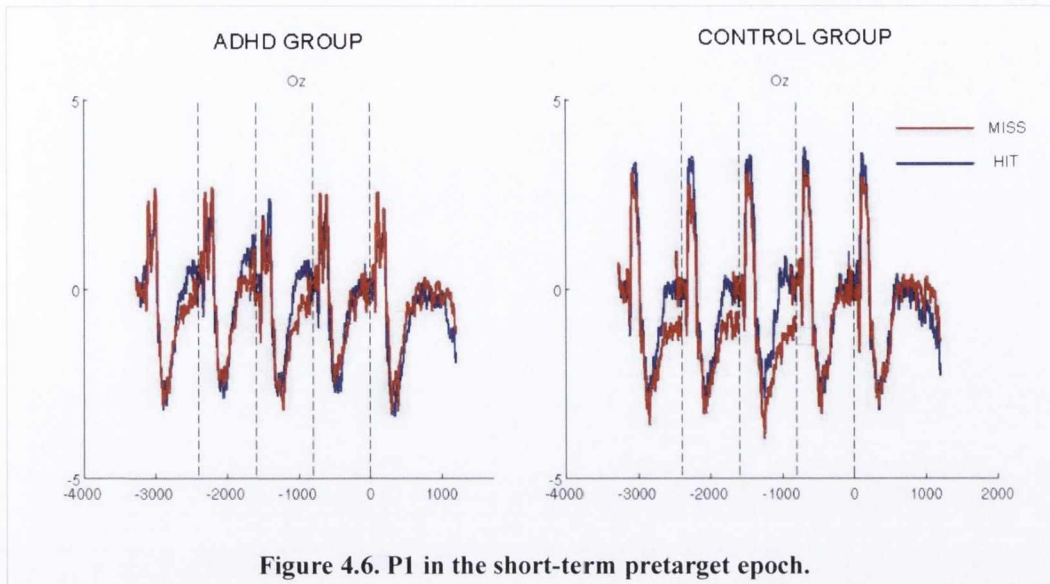 ADHD GROUP
CONTROL GROUP
Oz
Oz
5
0
-5
-4000 -3000 -2000 -1000 0 1000
5
0
-5
-4000 -3000 -2000 -1000 0 1000 2000
MISS
HIT
Figure 4.6. P1 in the short-term pretarget epoch.